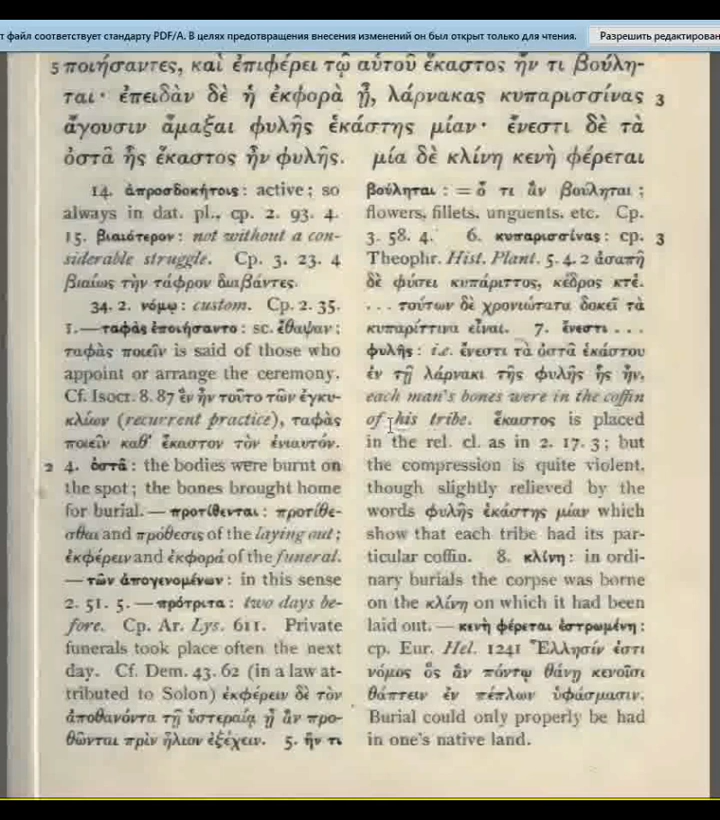 т файл соответствует стандарту PDF/A. В целях предотвращения внесения изменений он был открыт только для чтения.
Разрешить редактирован
5 ποιήσαντες, καὶ ἐπιφέρει τῷ αὑτοῦ ἕκαστος ἤν τι βούλη-
ται· ἐπειδὰν δὲ ἡ ἐκφορὰ ᾖ, λάρνακας κυπαρισσίνας 3
ἄγουσιν ἅμαξαι φυλῆς ἑκάστης μίαν· ἔνεστι δὲ τὰ
ὀστᾶ ἧς ἕκαστος ἦν φυλῆς. μία δὲ κλίνη κενὴ φέρεται
14. ἀπροσδοκήτοις: active; so
always in dat. pl., cp. 2. 93. 4.
15. βιαιότερον: not without a con-
siderable struggle. Cp. 3. 23. 4
βιαίως τὴν τάφρον διαβάντες.
34. 2. νόμῳ: custom. Cp. 2. 35.
1.—ταφὰς ἐποιήσαντο: sc. ἔθαψαν;
ταφὰς ποιεῖν is said of those who
appoint or arrange the ceremony.
Cf. Isocr. 8. 87 ἓν ἦν τοῦτο τῶν ἐγκυ-
κλίων (recurrent practice), ταφὰς
ποιεῖν καθ' ἕκαστον τὸν ἐνιαυτόν.
2 4. ὀστᾶ: the bodies were burnt on
the spot; the bones brought home
for burial.—προτίθενται: προτίθε-
σθαι and πρόθεσις of the laying out;
ἐκφέρειν and ἐκφορά of the funeral.
—τῶν ἀπογενομένων: in this sense
2. 51. 5.—πρότριτα: two days be-
fore. Cp. Ar. Lys. 611. Private
funerals took place often the next
day. Cf. Dem. 43. 62 (in a law at-
tributed to Solon) ἐκφέρειν δὲ τὸν
ἀποθανόντα τῇ ὑστεραίᾳ ᾗ ἂν προ-
θῶνται πρὶν ἥλιον ἐξέχειν. 5. ἤν τι
βούληται: = ὅ τι ἂν βούληται;
flowers, fillets, unguents, etc. Cp.
3. 58. 4. 6. κυπαρισσίνας: cp. 3
Theophr. Hist. Plant. 5. 4. 2 ἀσαπῆ
δὲ φύσει κυπάριττος, κέδρος κτἑ.
. . . τούτων δὲ χρονιώτατα δοκεῖ τὰ
κυπαρίττινα εἶναι. 7. ἔνεστι . . .
φυλῆς: i.e. ἔνεστι τὰ ὀστᾶ ἑκάστου
ἐν τῇ λάρνακι τῆς φυλῆς ἧς ἦν,
each man's bones were in the coffin
of his tribe. ἕκαστος is placed
in the rel. cl. as in 2. 17. 3; but
the compression is quite violent,
though slightly relieved by the
words φυλῆς ἑκάστης μίαν which
show that each tribe had its par-
ticular coffin. 8. κλίνη: in ordi-
nary burials the corpse was borne
on the κλίνη on which it had been
laid out.—κενὴ φέρεται ἐστρωμένη:
cp. Eur. Hel. 1241 Ἕλλησίν ἐστι
νόμος ὃς ἂν πόντῳ θάνῃ κενοῖσι
θάπτειν ἐν πέπλων ὑφάσμασιν.
Burial could only properly be had
in one's native land.